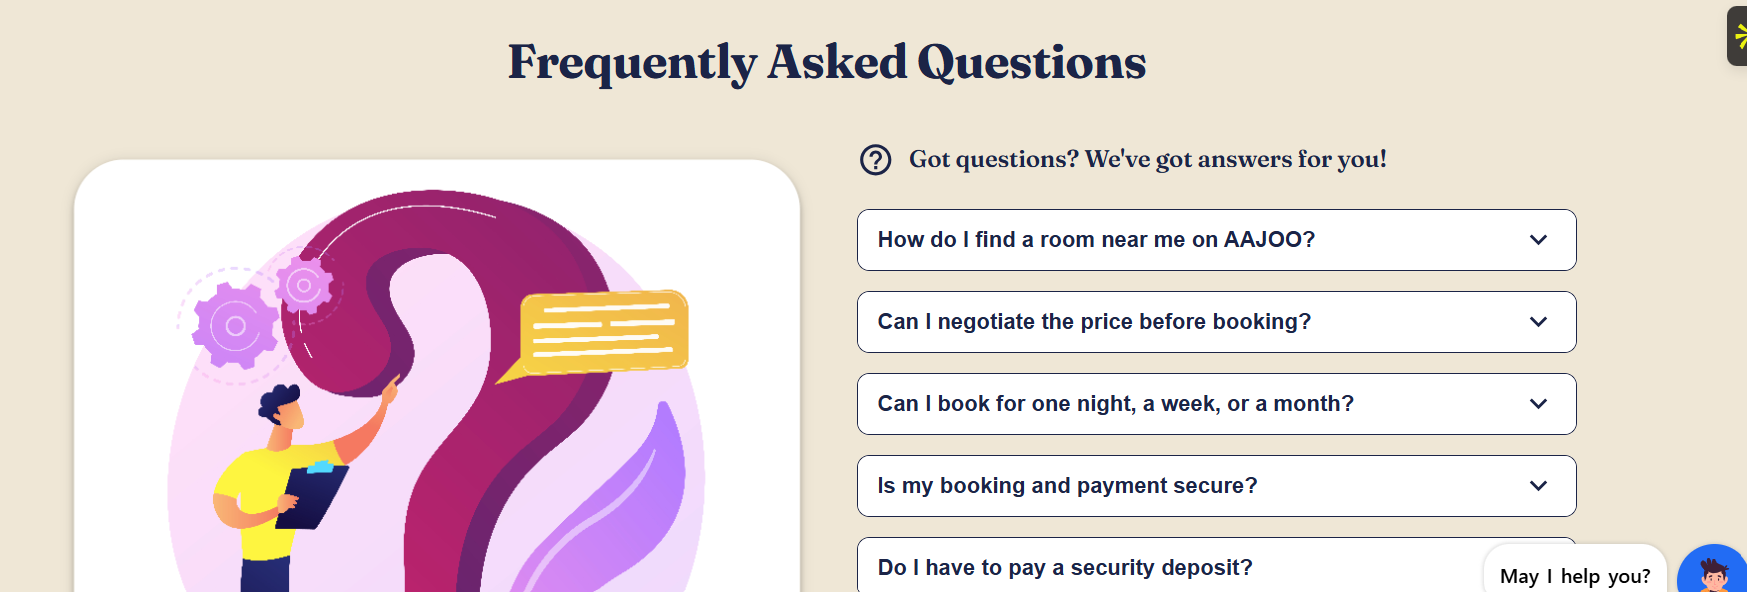 Frequently Asked Questions
Got questions? We've got answers for you!
How do I find a room near me on AAJOO?
Can I negotiate the price before booking?
Can I book for one night, a week, or a month?
Is my booking and payment secure?
Do I have to pay a security deposit?
May I help you?